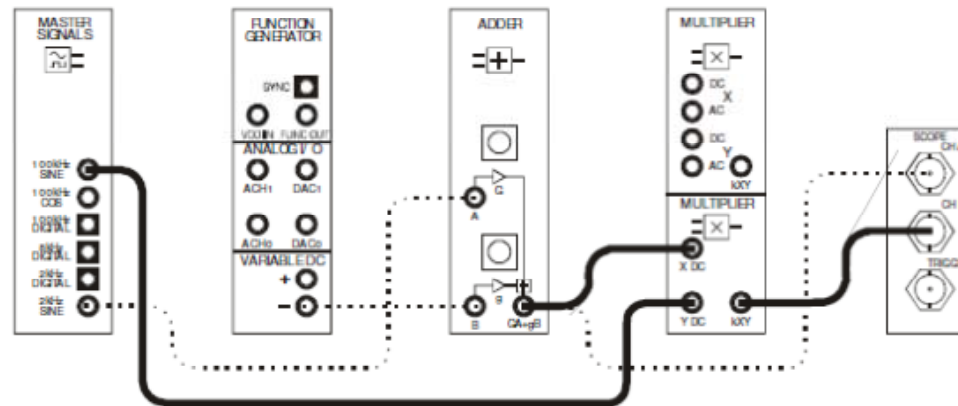 MASTER
SIGNALS
100kHz
SINE
100kHz
COS
100kHz
DIGITAL
8kHz
DIGITAL
2kHz
DIGITAL
2kHz
SINE
FUNCTION
GENERATOR
SYNC
VCO IN
FUNC OUT
ANALOG I/ O
ACH1
DAC1
ACH0
DAC0
VARIABLE DC
+
−
ADDER
G
A
g
B
GA+gB
MULTIPLIER
X
DC
X
AC
DC
Y
AC
kXY
MULTIPLIER
X
X DC
Y DC
kXY
SCOPE
CHA
CH
TRIGG